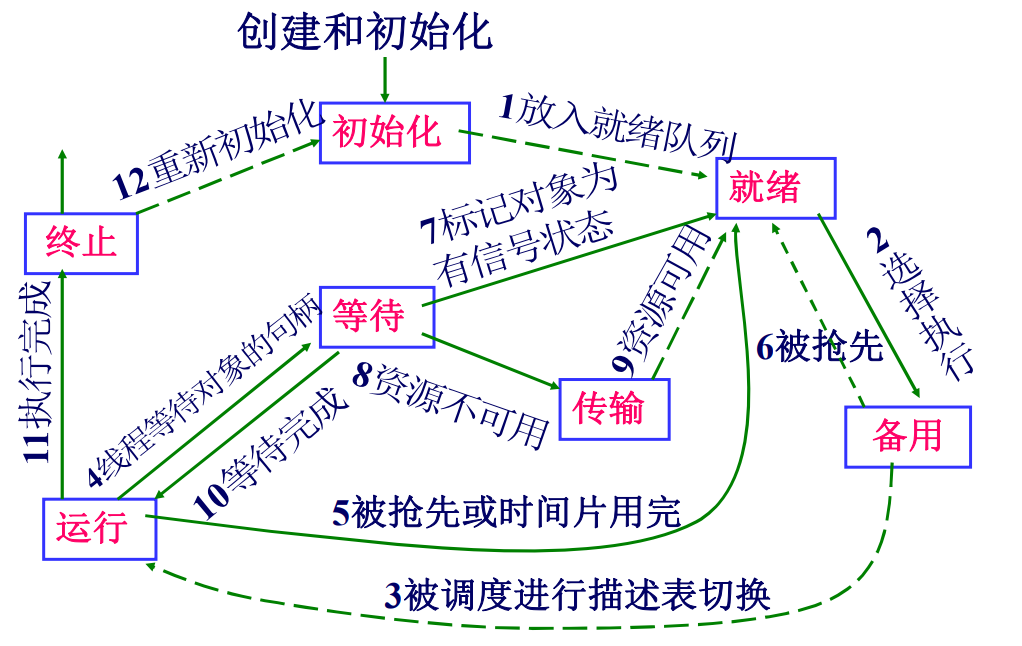 创建和初始化
初始化
1放入就绪队列
12重新初始化
就绪
终止
7标记对象为
有信号状态
2选择执行
等待
9资源可用
6被抢先
11执行完成
4线程等待对象的句柄
8资源不可用
传输
10等待完成
备用
运行
5被抢先或时间片用完
3被调度进行描述表切换